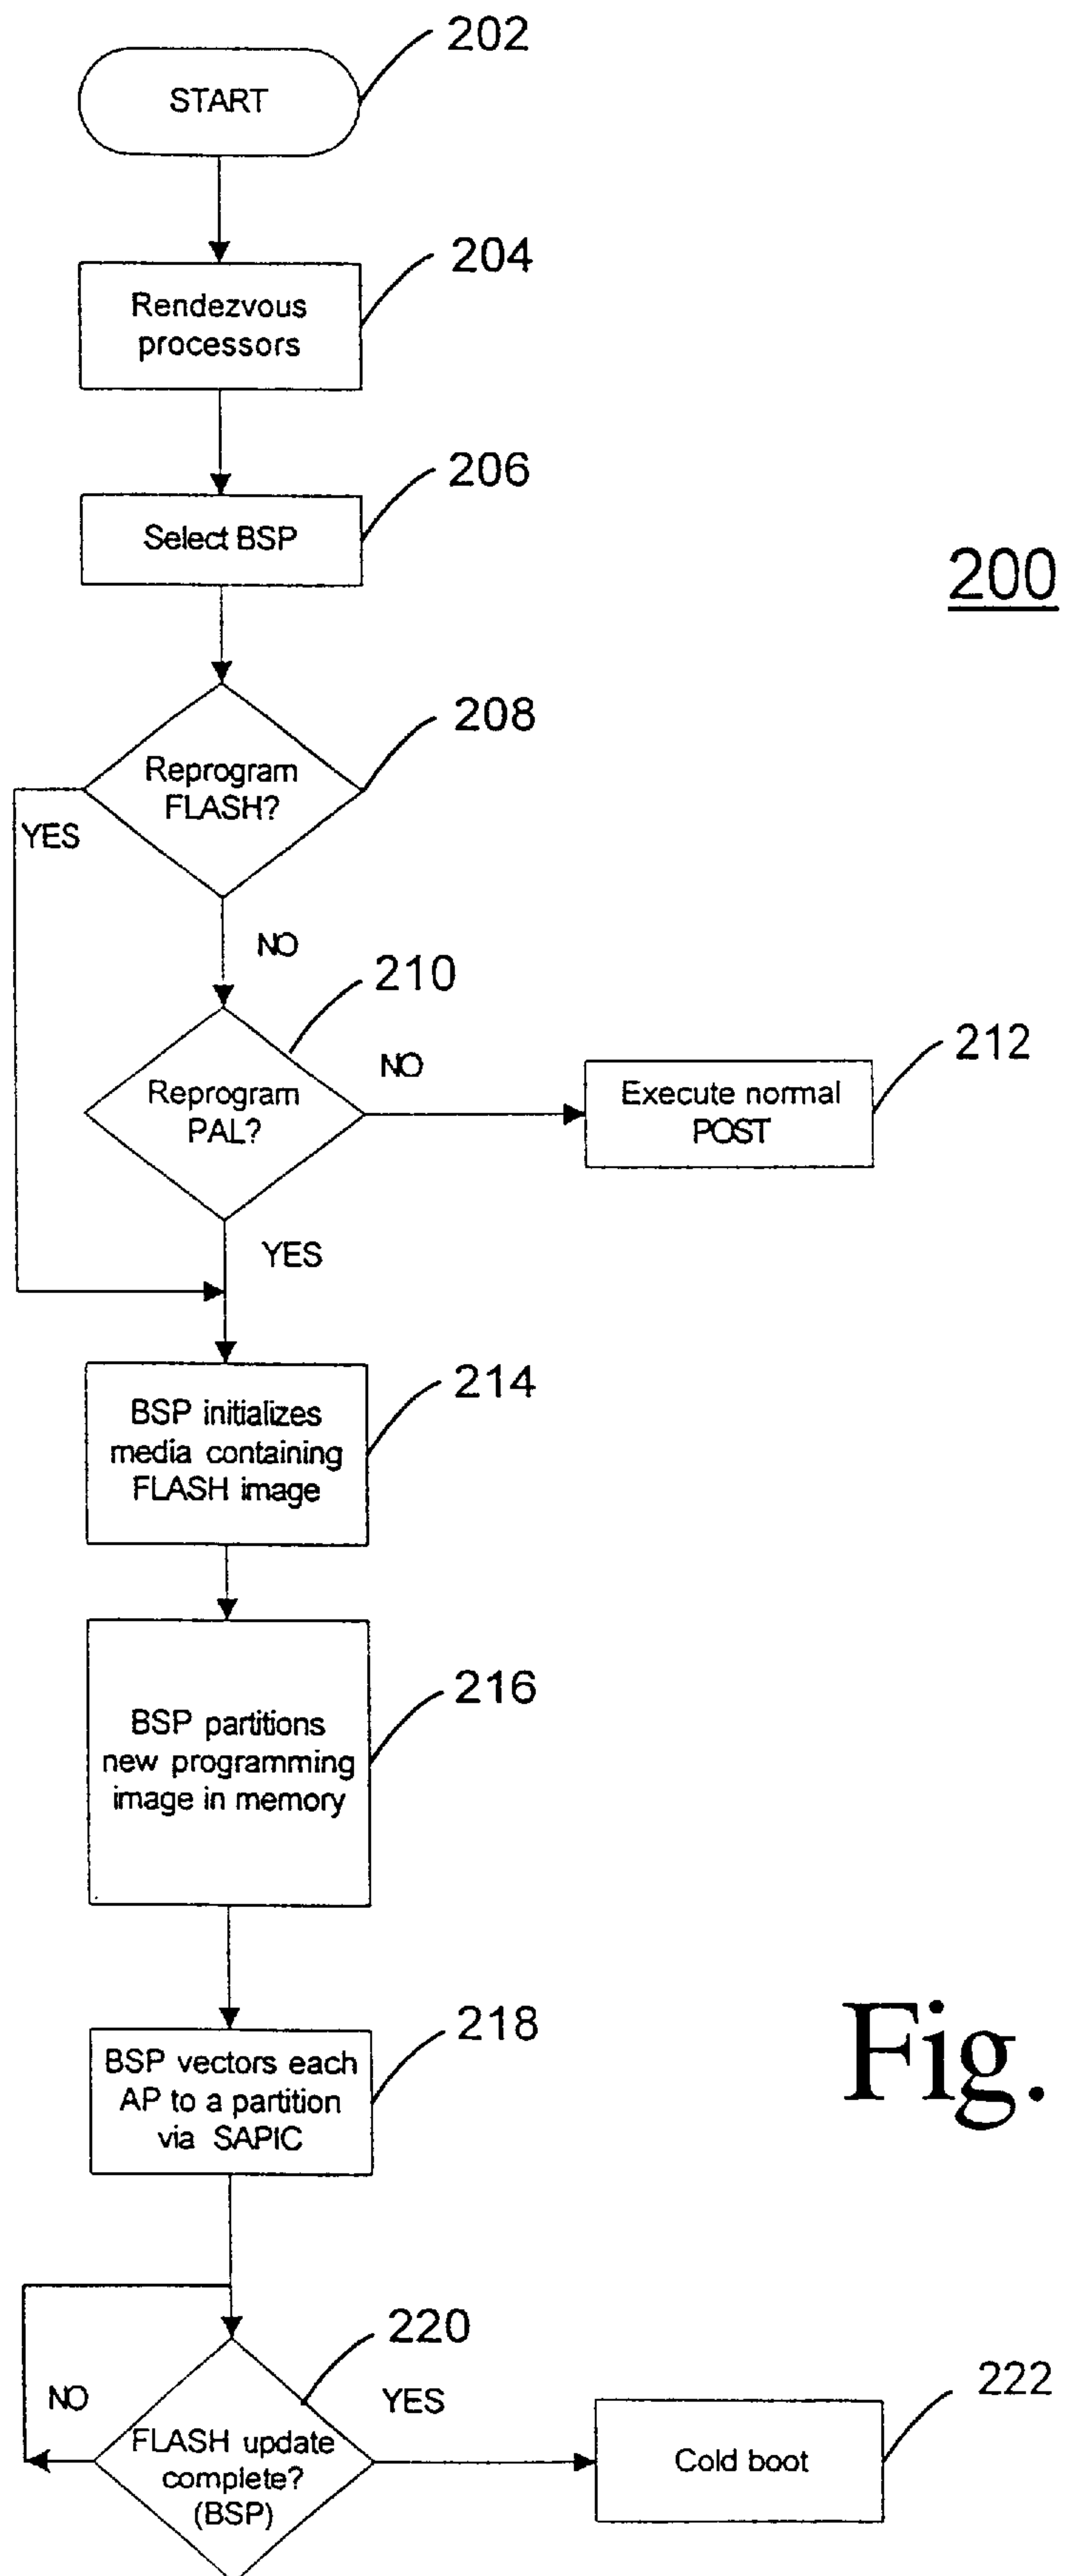 202
START
204
Rendezvous
processors
206
Select BSP
200
208
Reprogram
FLASH?
YES
NO
210
NO
212
Reprogram
PAL?
Execute normal
POST
YES
214
BSP initializes
media containing
FLASH image
216
BSP partitions
new programming
image in memory
218
BSP vectors each
AP to a partition
via SAPIC
Fig.
220
NO
YES
222
FLASH update
complete?
(BSP)
Cold boot